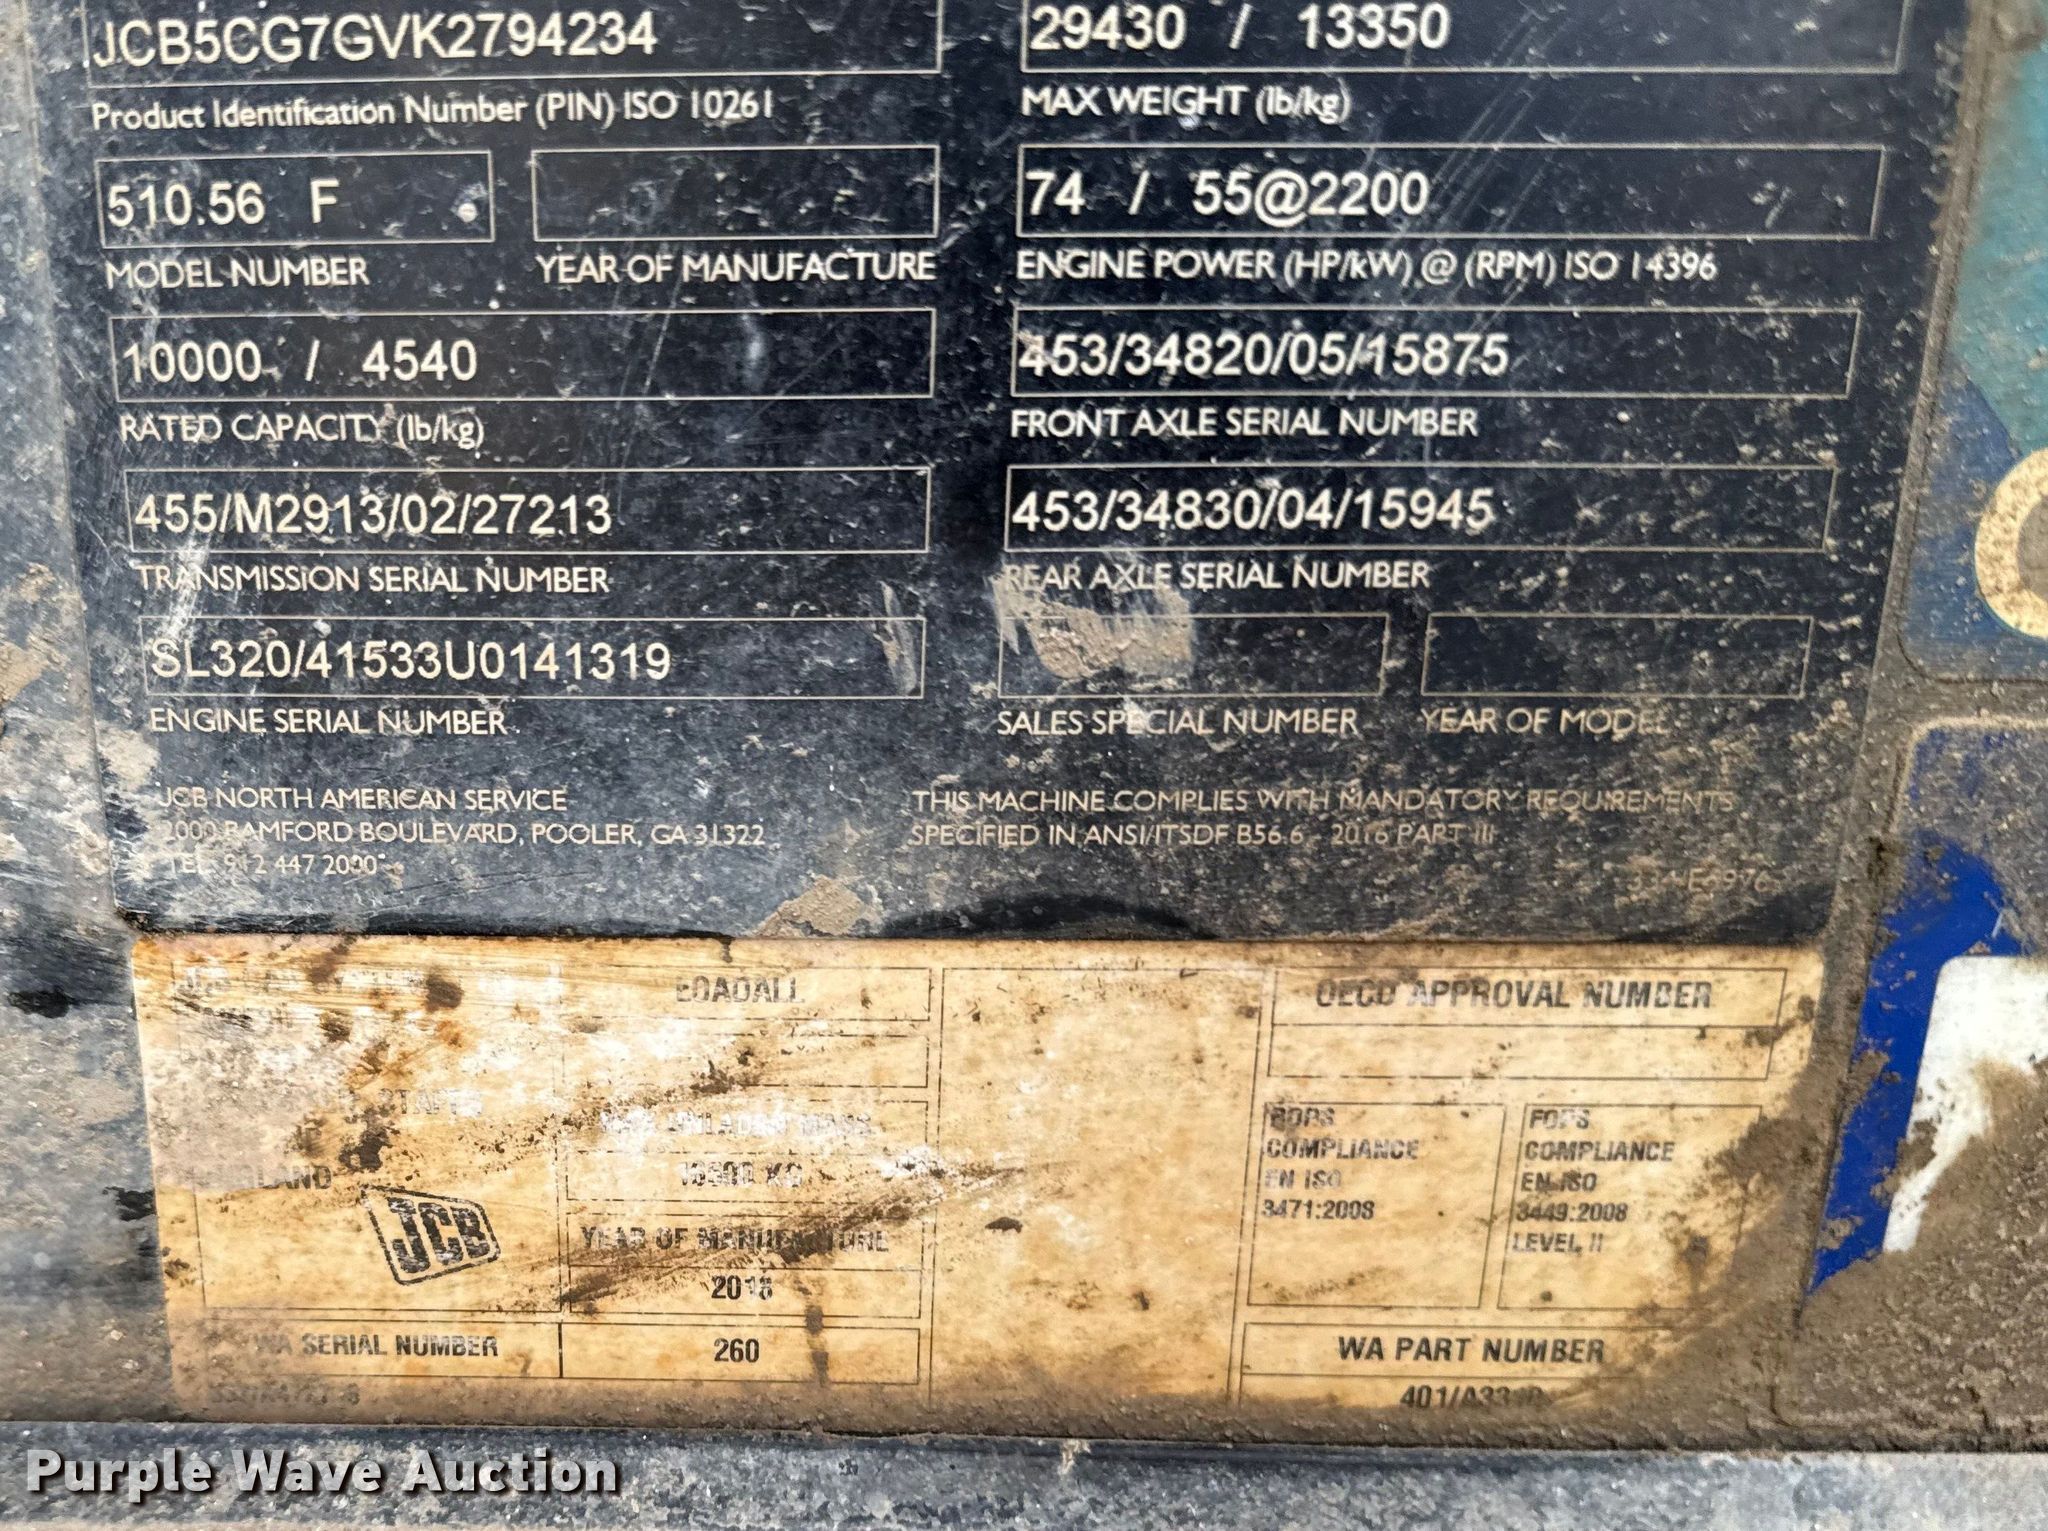 JCB5CG7GVK2794234
29430 / 13350
Product Identification Number (PIN) ISO 10261
MAX WEIGHT (lb/kg)
510.56 F
74 / 55@2200
MODEL NUMBER
YEAR OF MANUFACTURE
ENGINE POWER (HP/kW) @ (RPM) ISO 14396
10000 / 4540
453/34820/05/15875
RATED CAPACITY (lb/kg)
FRONT AXLE SERIAL NUMBER
455/M2913/02/27213
453/34830/04/15945
TRANSMISSION SERIAL NUMBER
REAR AXLE SERIAL NUMBER
SL320/41533U0141319
ENGINE SERIAL NUMBER
SALES SPECIAL NUMBER
YEAR OF MODEL
JCB NORTH AMERICAN SERVICE
2000 BAMFORD BOULEVARD, POOLER, GA 31322
TEL: 912 447 2000
THIS MACHINE COMPLIES WITH MANDATORY REQUIREMENTS
SPECIFIED IN ANSI/ITSDF B56.6 - 2016 PART III
OECD APPROVAL NUMBER
ROPS
COMPLIANCE
EN ISO
3471:2008
FOPS
COMPLIANCE
EN ISO
3449:2008
LEVEL II
JCB
YEAR OF MANUFACTURE
2018
WA SERIAL NUMBER
260
WA PART NUMBER
Purple Wave Auction